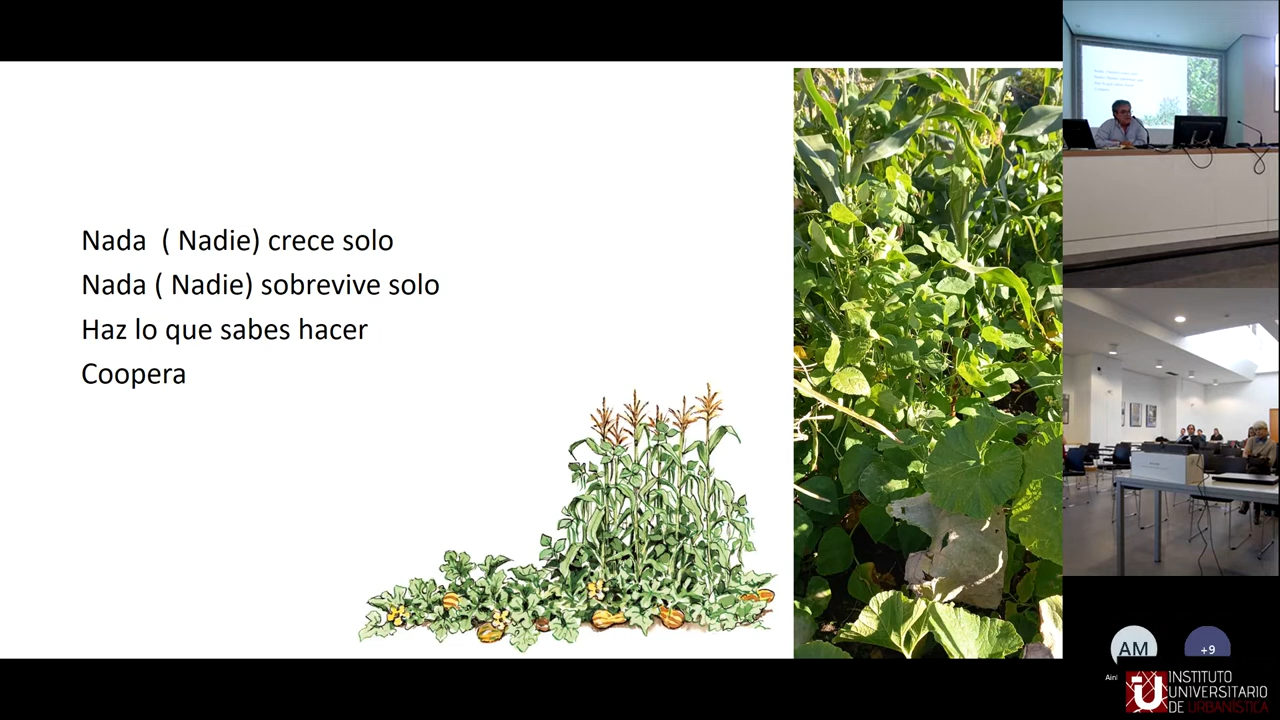 Nada  ( Nadie) crece solo
Nada ( Nadie) sobrevive solo
Haz lo que sabes hacer
Coopera
AM
+9
Ain
INSTITUTO
UNIVERSITARIO
DE URBANÍSTICA